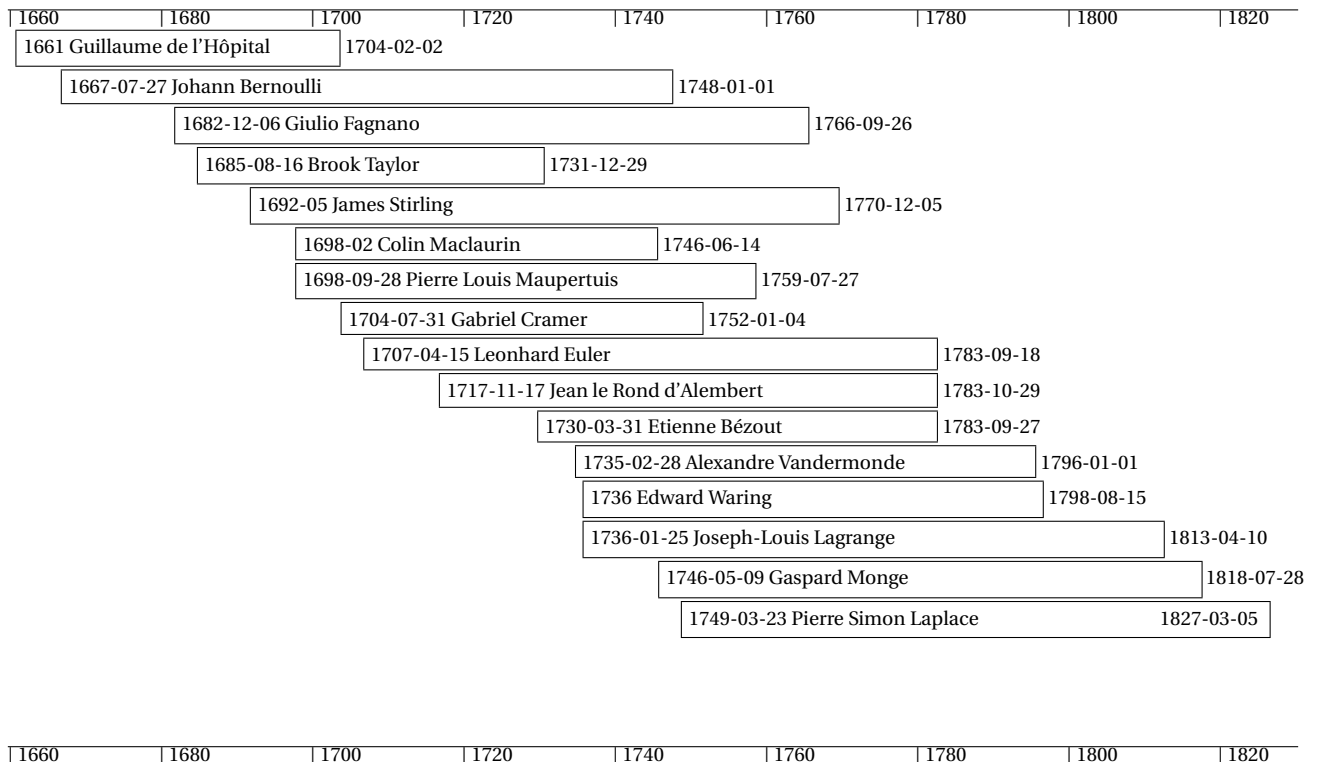 1660 1680 1700 1720 1740 1760 1780 1800 1820
1661 Guillaume de l'Hôpital 1704-02-02
1667-07-27 Johann Bernoulli 1748-01-01
1682-12-06 Giulio Fagnano 1766-09-26
1685-08-16 Brook Taylor 1731-12-29
1692-05 James Stirling 1770-12-05
1698-02 Colin Maclaurin 1746-06-14
1698-09-28 Pierre Louis Maupertuis 1759-07-27
1704-07-31 Gabriel Cramer 1752-01-04
1707-04-15 Leonhard Euler 1783-09-18
1717-11-17 Jean le Rond d'Alembert 1783-10-29
1730-03-31 Etienne Bézout 1783-09-27
1735-02-28 Alexandre Vandermonde 1796-01-01
1736 Edward Waring 1798-08-15
1736-01-25 Joseph-Louis Lagrange 1813-04-10
1746-05-09 Gaspard Monge 1818-07-28
1749-03-23 Pierre Simon Laplace 1827-03-05
1660 1680 1700 1720 1740 1760 1780 1800 1820